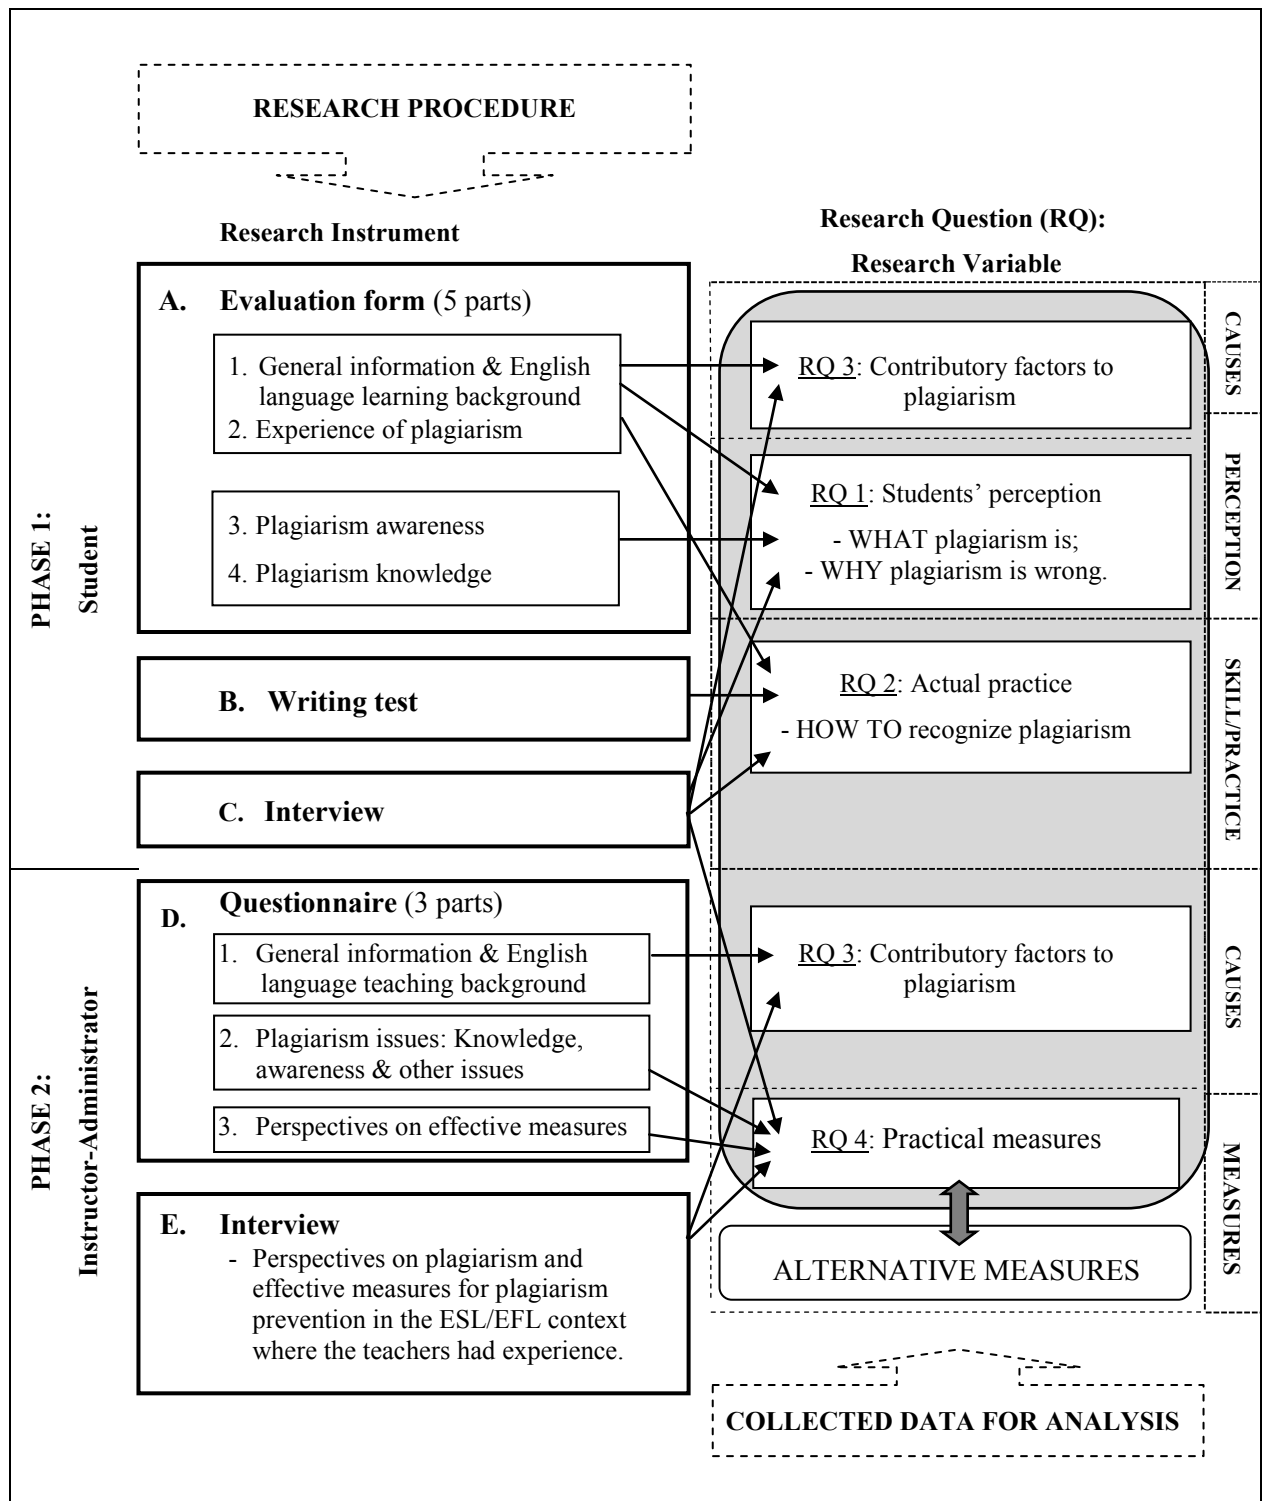 RESEARCH PROCEDURE
Research Instrument
Research Question (RQ):
Research Variable
PHASE 1:
Student
A. Evaluation form (5 parts)
1. General information & English
language learning background
2. Experience of plagiarism
3. Plagiarism awareness
4. Plagiarism knowledge
B. Writing test
C. Interview
RQ 3: Contributory factors to
plagiarism
CAUSES
RQ 1: Students’ perception
- WHAT plagiarism is;
- WHY plagiarism is wrong.
PERCEPTION
RQ 2: Actual practice
- HOW TO recognize plagiarism
SKILL/PRACTICE
PHASE 2:
Instructor-Administrator
D. Questionnaire (3 parts)
1. General information & English
language teaching background
2. Plagiarism issues: Knowledge,
awareness & other issues
3. Perspectives on effective measures
E. Interview
- Perspectives on plagiarism and
effective measures for plagiarism
prevention in the ESL/EFL context
where the teachers had experience.
RQ 3: Contributory factors to
plagiarism
CAUSES
RQ 4: Practical measures
MEASURES
ALTERNATIVE MEASURES
COLLECTED DATA FOR ANALYSIS